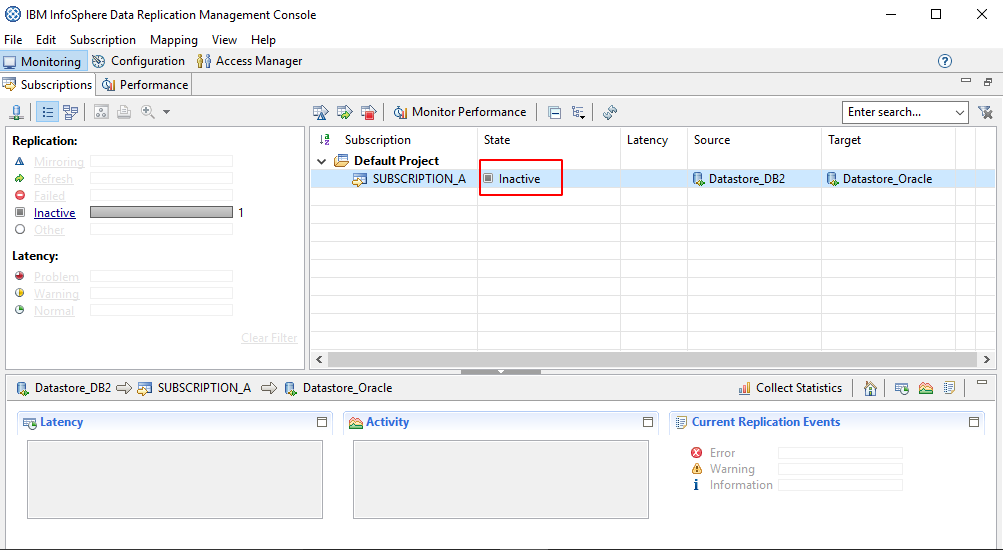 IBM InfoSphere Data Replication Management Console
File Edit Subscription Mapping View Help
Monitoring Configuration Access Manager
Subscriptions Performance
Monitor Performance Enter search...
Replication:
Mirroring
Refresh
Failed
Inactive 1
Other
Latency:
Problem
Warning
Normal
Clear Filter
Subscription State Latency Source Target
Default Project
SUBSCRIPTION_A Inactive Datastore_DB2 Datastore_Oracle
Datastore_DB2 SUBSCRIPTION_A Datastore_Oracle Collect Statistics
Latency Activity Current Replication Events
Error
Warning
Information